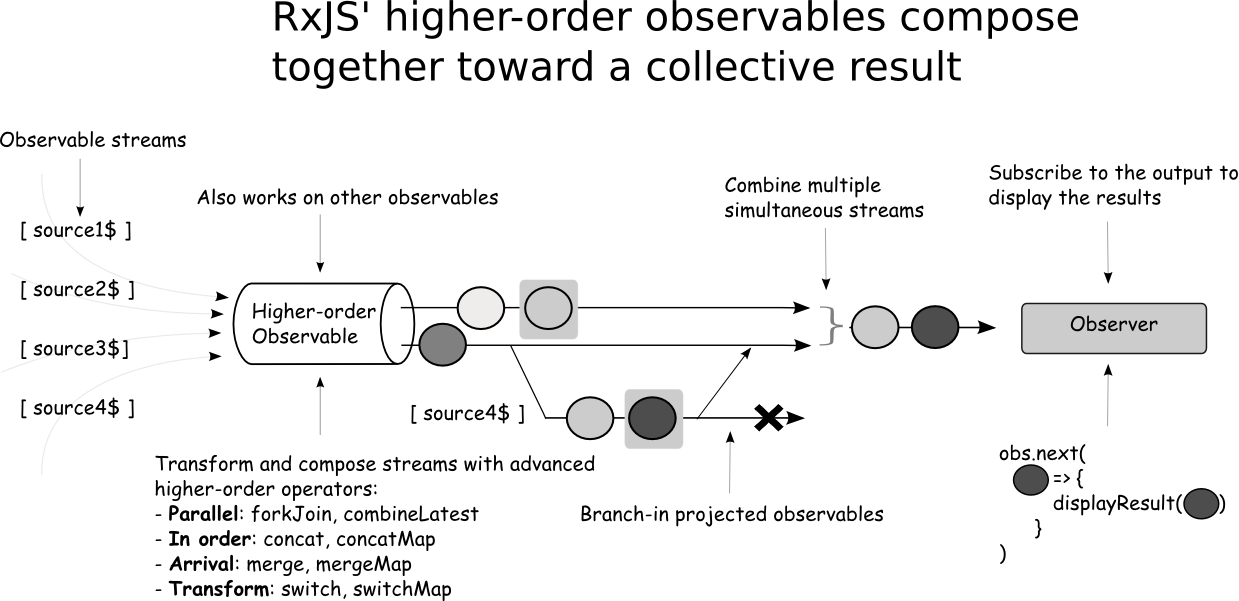 RxJS' higher-order observables compose
together toward a collective result
Observable streams
[ source1$ ]
[ source2$ ]
[ source3$]
[ source4$ ]
Also works on other observables
Higher-order
Observable
Transform and compose streams with advanced
higher-order operators:
- Parallel: forkJoin, combineLatest
- In order: concat, concatMap
- Arrival: merge, mergeMap
- Transform: switch, switchMap
[ source4$ ]
Branch-in projected observables
Combine multiple
simultaneous streams
}
Subscribe to the output to
display the results
Observer
obs.next(
=> {
displayResult( )
}
)